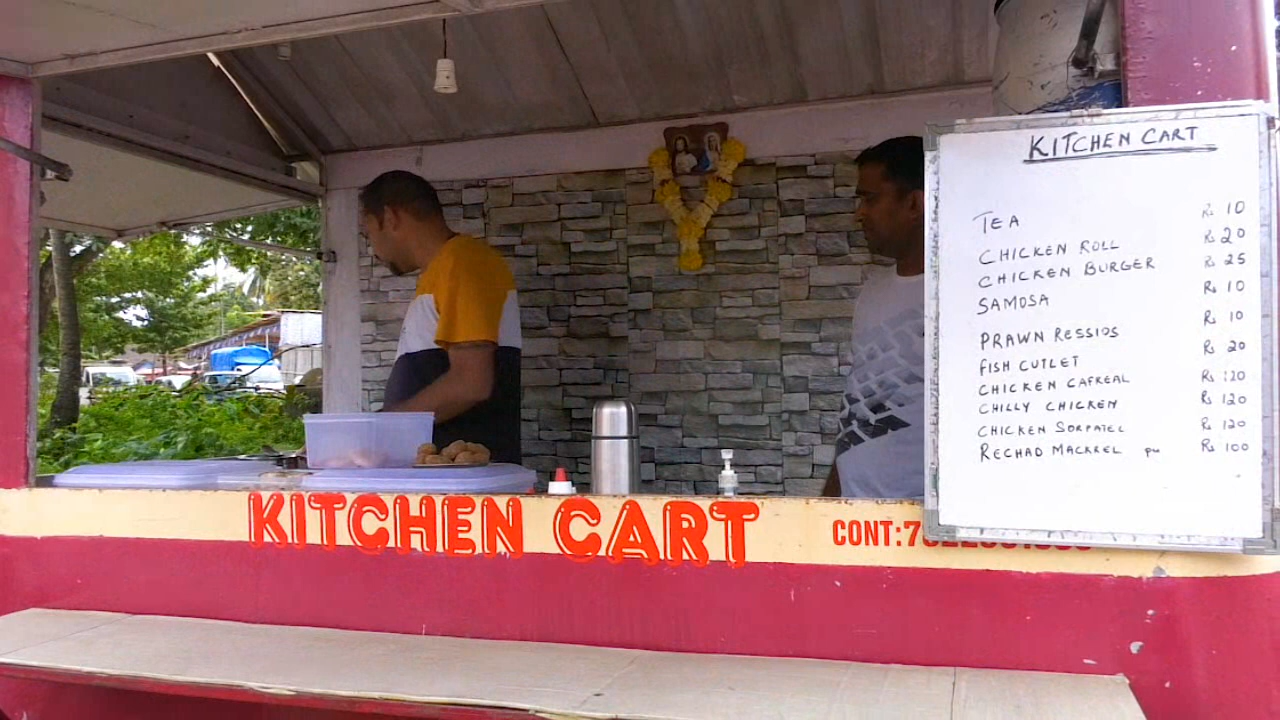 KITCHEN CART
TEA Rs 10
CHICKEN ROLL Rs 20
CHICKEN BURGER Rs 25
SAMOSA Rs 10
PRAWN RESSIOS Rs 10
FISH CUTLET Rs 20
CHICKEN CAFREAL Rs 120
CHILLY CHICKEN Rs 120
CHICKEN SORPATEL Rs 120
RECHAD MACKREL Rs 100
KITCHEN CART
CONT: